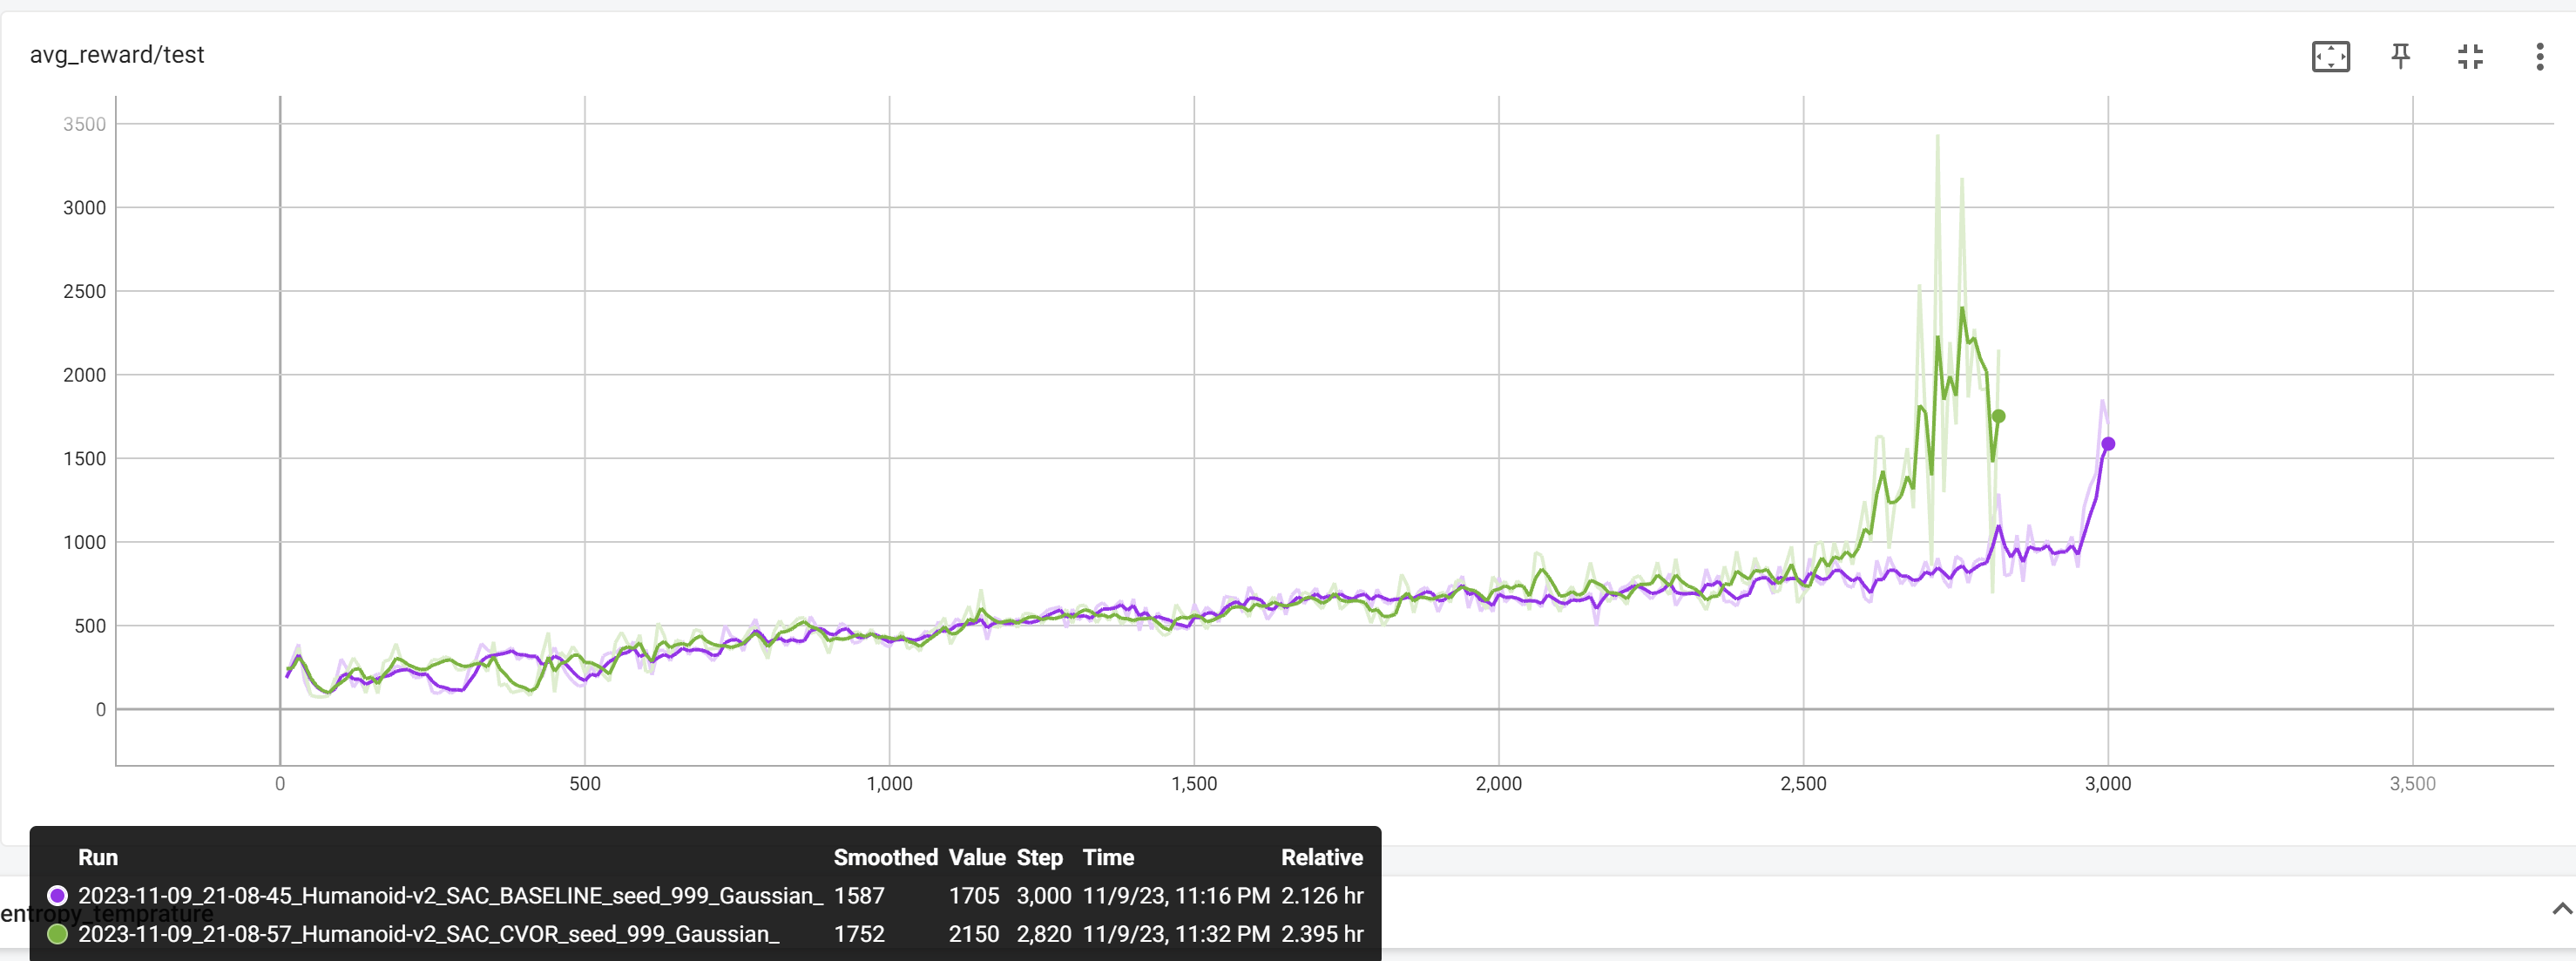 avg_reward/test
3500
3000
2500
2000
1500
1000
500
0
0 500 1,000 1,500 2,000 2,500 3,000 3,500
Run Smoothed Value Step Time Relative
2023-11-09_21-08-45_Humanoid-v2_SAC_BASELINE_seed_999_Gaussian_ 1587 1705 3,000 11/9/23, 11:16 PM 2.126 hr
entropy_temprature
2023-11-09_21-08-57_Humanoid-v2_SAC_CVOR_seed_999_Gaussian_ 1752 2150 2,820 11/9/23, 11:32 PM 2.395 hr